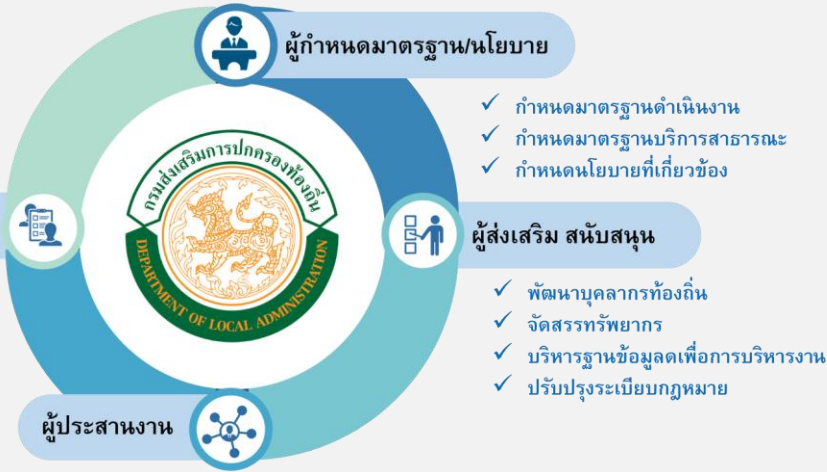 ผู้กำหนดมาตรฐาน/นโยบาย
✓ กำหนดมาตรฐานดำเนินงาน
✓ กำหนดมาตรฐานบริการสาธารณะ
✓ กำหนดนโยบายที่เกี่ยวข้อง
กรมส่งเสริมการปกครองท้องถิ่น
DEPARTMENT OF LOCAL ADMINISTRATION
ผู้ส่งเสริม สนับสนุน
✓ พัฒนาบุคลากรท้องถิ่น
✓ จัดสรรทรัพยากร
✓ บริหารฐานข้อมูลดเพื่อการบริหารงาน
✓ ปรับปรุงระเบียบกฎหมาย
ผู้ประสานงาน